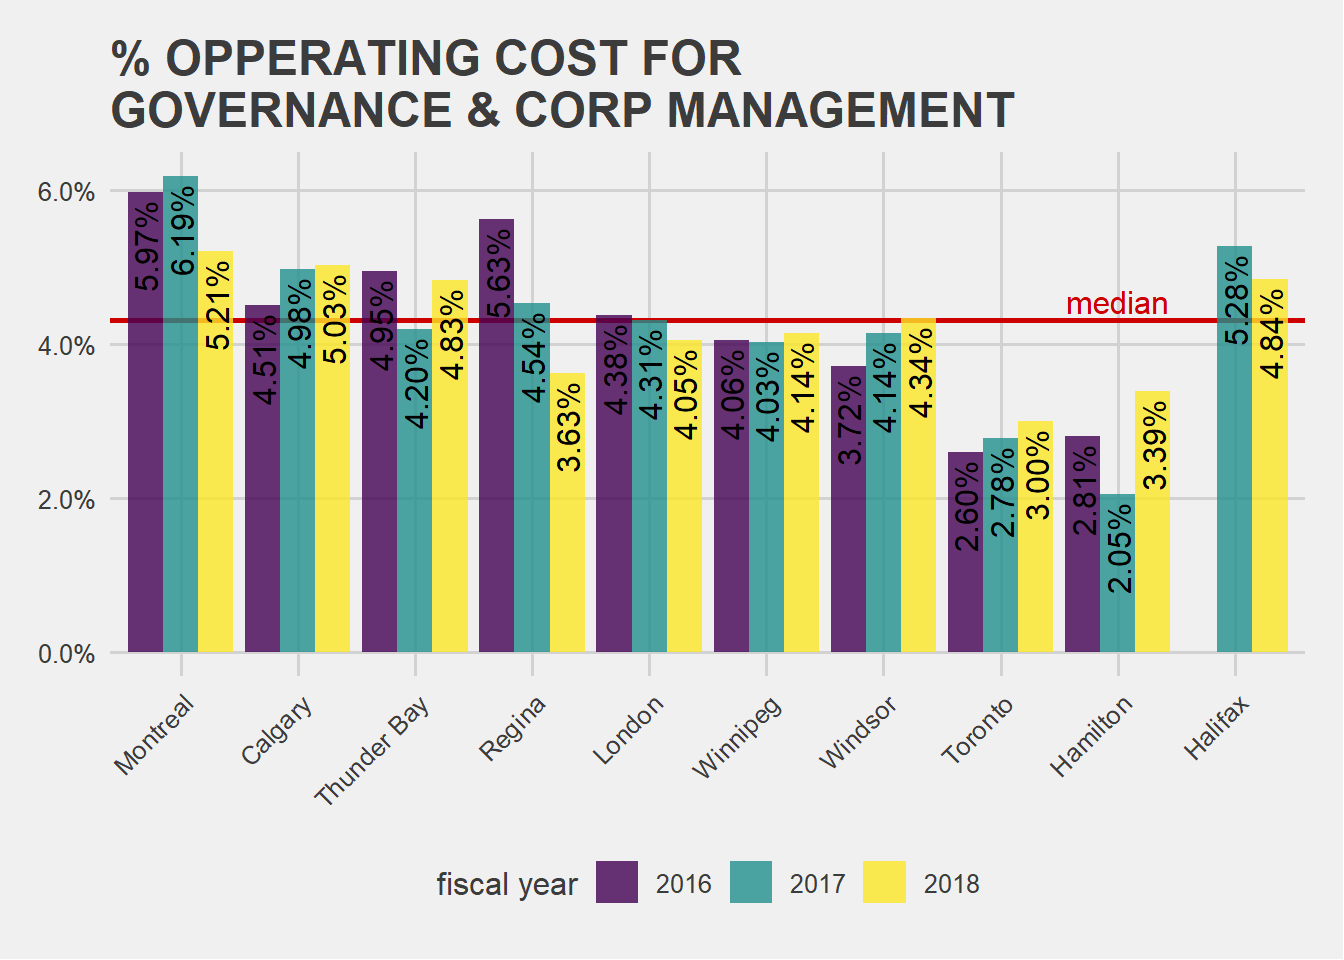 % OPPERATING COST FOR
GOVERNANCE & CORP MANAGEMENT
6.0%
4.0%
2.0%
0.0%
5.97%
6.19%
5.21%
4.51%
4.98%
5.03%
4.95%
4.20%
4.83%
5.63%
4.54%
3.63%
4.38%
4.31%
4.05%
4.06%
4.03%
4.14%
3.72%
4.14%
4.34%
2.60%
2.78%
3.00%
2.81%
2.05%
3.39%
5.28%
4.84%
median
Montreal
Calgary
Thunder Bay
Regina
London
Winnipeg
Windsor
Toronto
Hamilton
Halifax
fiscal year 2016 2017 2018